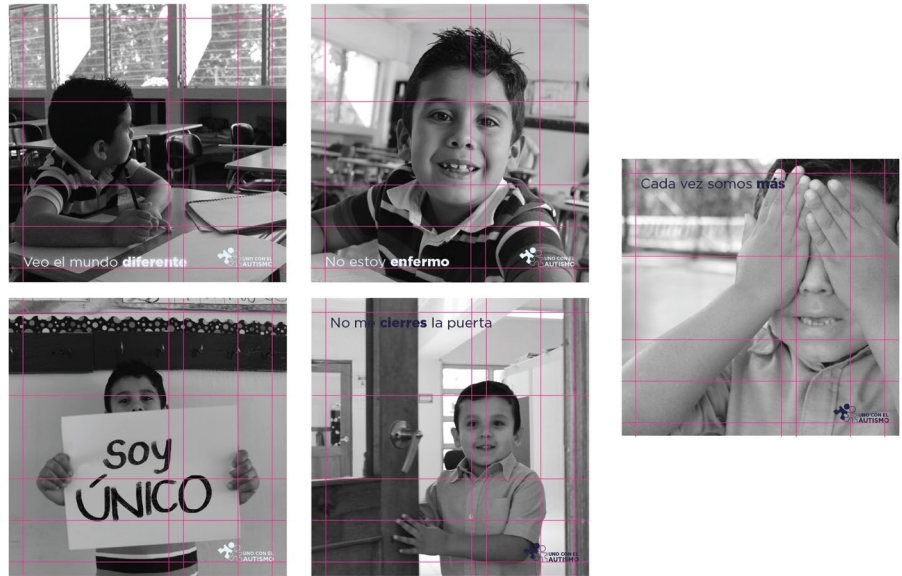 Veo el mundo diferente
UNO CON EL
AUTISMO
No estoy enfermo
UNO CON EL
AUTISMO
Cada vez somos más
UNO CON EL
AUTISMO
SOY
ÚNICO
UNO CON EL
AUTISMO
No me cierres la puerta
UNO CON EL
AUTISMO